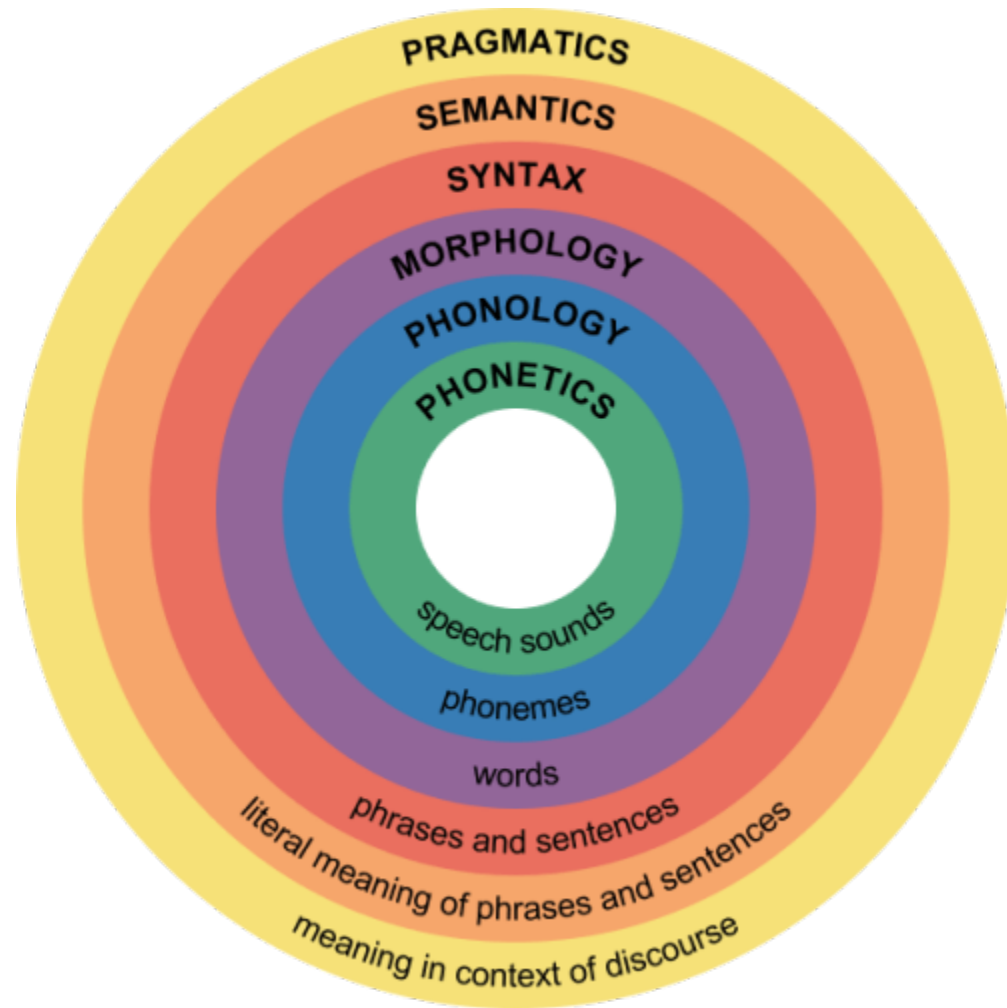 PRAGMATICS
SEMANTICS
SYNTAX
MORPHOLOGY
PHONOLOGY
PHONETICS
speech sounds
phonemes
words
phrases and sentences
literal meaning of phrases and sentences
meaning in context of discourse